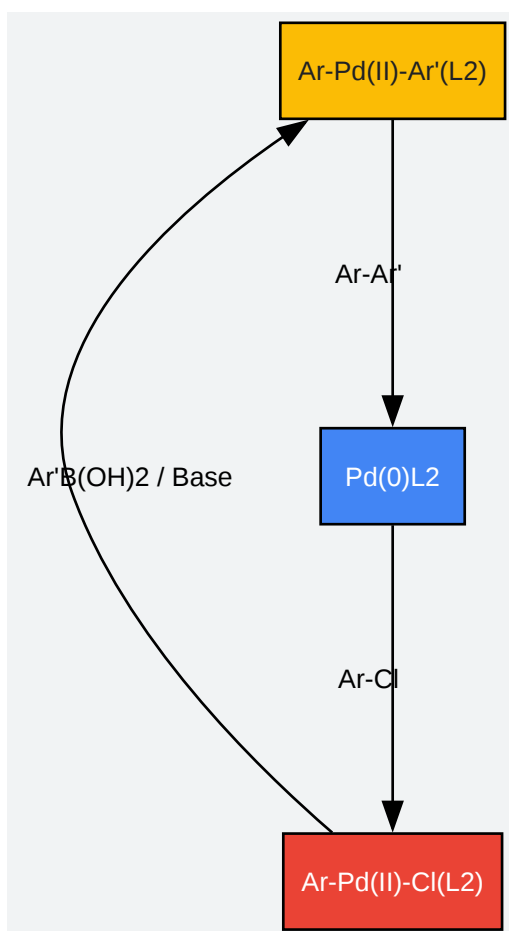 Ar-Pd(II)-Ar'(L2)
Ar-Ar'
Ar'B(OH)2 / Base
Pd(0)L2
Ar-Cl
Ar-Pd(II)-Cl(L2)